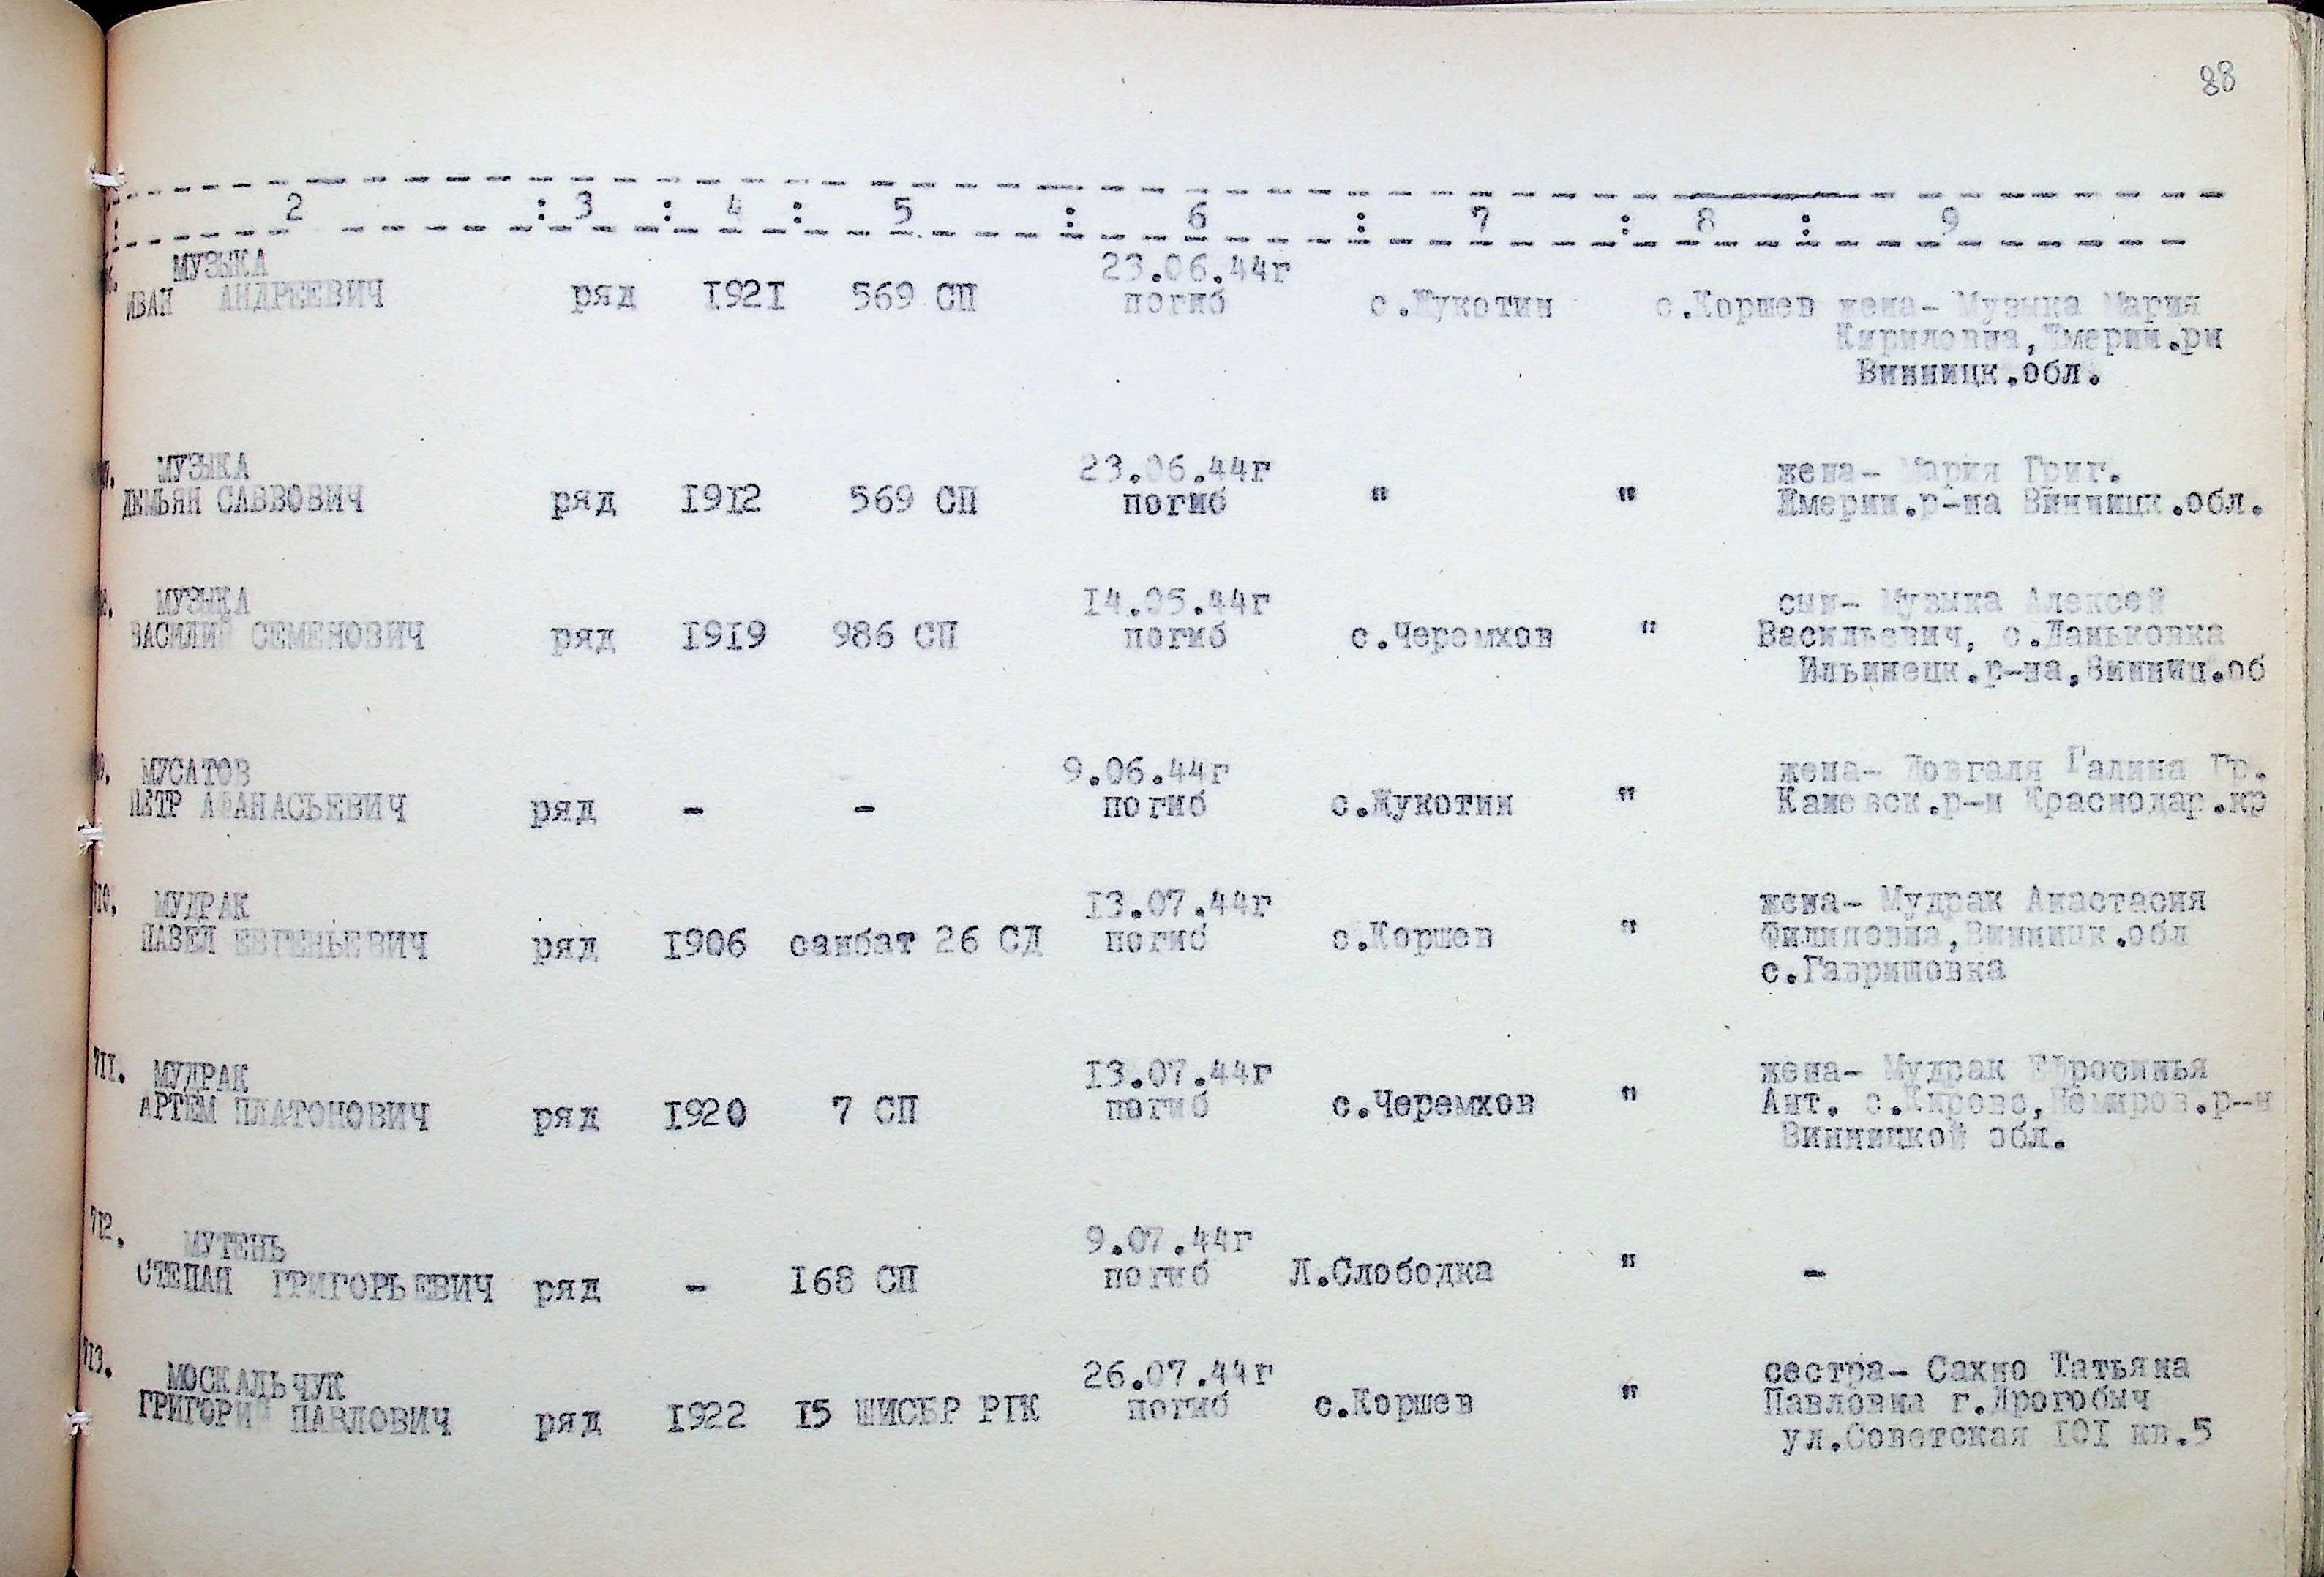 88
2 : 3 : 4 : 5 : 6 : 7 : 8 : 9
МУЗЫКА 23.06.44г
ИВАН АНДРЕЕВИЧ ряд 1921 569 СП погиб с.Жукотин с.Коршев жена- Музыка Мария
Кириловна, Жмерин.рн
Винницк.обл.
МУЗЫКА 23.06.44г жена- Мария Григ.
ДЕМЬЯН САВВОВИЧ ряд 1912 569 СП погиб " " Жмерин.р-на Винницк.обл.
МУЗЫКА 14.05.44г сын- Музыка Алексей
ВАСИЛИЙ СЕМЕНОВИЧ ряд 1919 986 СП погиб с.Черемхов " Васильевич, с.Даньковка
Ильинецк.р-на, Винниц.об
МУСАТОВ 9.06.44г жена- Довгаля Галина Гр.
ПЕТР АФАНАСЬЕВИЧ ряд - - погиб с.Жукотин " Каневск.р-н Краснодар.кр
710. МУДРАК 13.07.44г жена- Мудрак Анастасия
ПАВЕЛ ЕВГЕНЬЕВИЧ ряд 1906 санбат 26 СД погиб с.Коршев " Филиповна, Винницк.обл
с.Гавришовка
711. МУДРАК 13.07.44г жена- Мудрак Ефросинья
АРТЕМ ПЛАТОНОВИЧ ряд 1920 7 СП погиб с.Черемхов " Ант. с.Кирово, Немиров.р-н
Винницкой обл.
712. МУТЕНЬ 9.07.44г
СТЕПАН ГРИГОРЬЕВИЧ ряд - 168 СП погиб Л.Слободка " -
713. МОСКАЛЬЧУК 26.07.44г сестра- Сахно Татьяна
ГРИГОРИЙ ПАВЛОВИЧ ряд 1922 15 ШИСБР РГК погиб с.Коршев " Павловна г.Дрогобыч
ул.Советская 101 кв.5